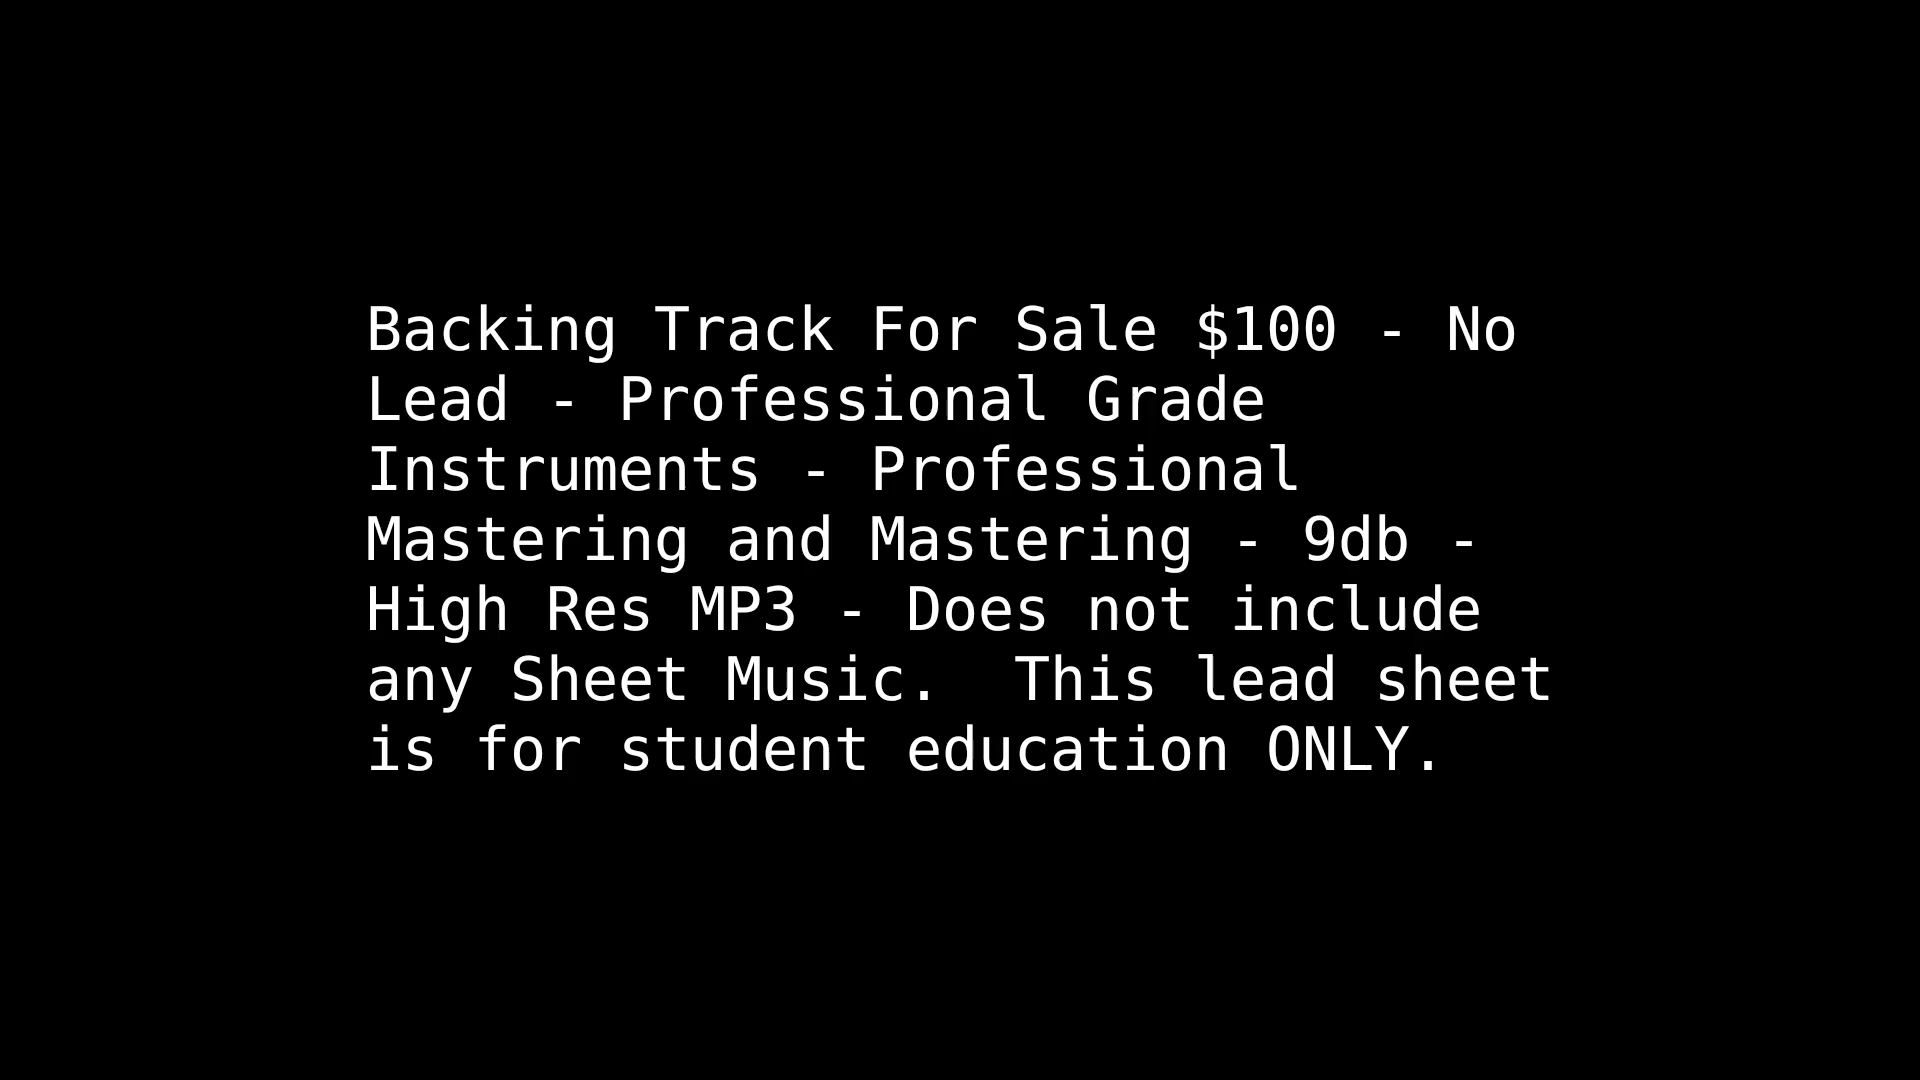 Backing Track For Sale $100 - No
Lead - Professional Grade
Instruments - Professional
Mastering and Mastering - 9db -
High Res MP3 - Does not include
any Sheet Music.  This lead sheet
is for student education ONLY.